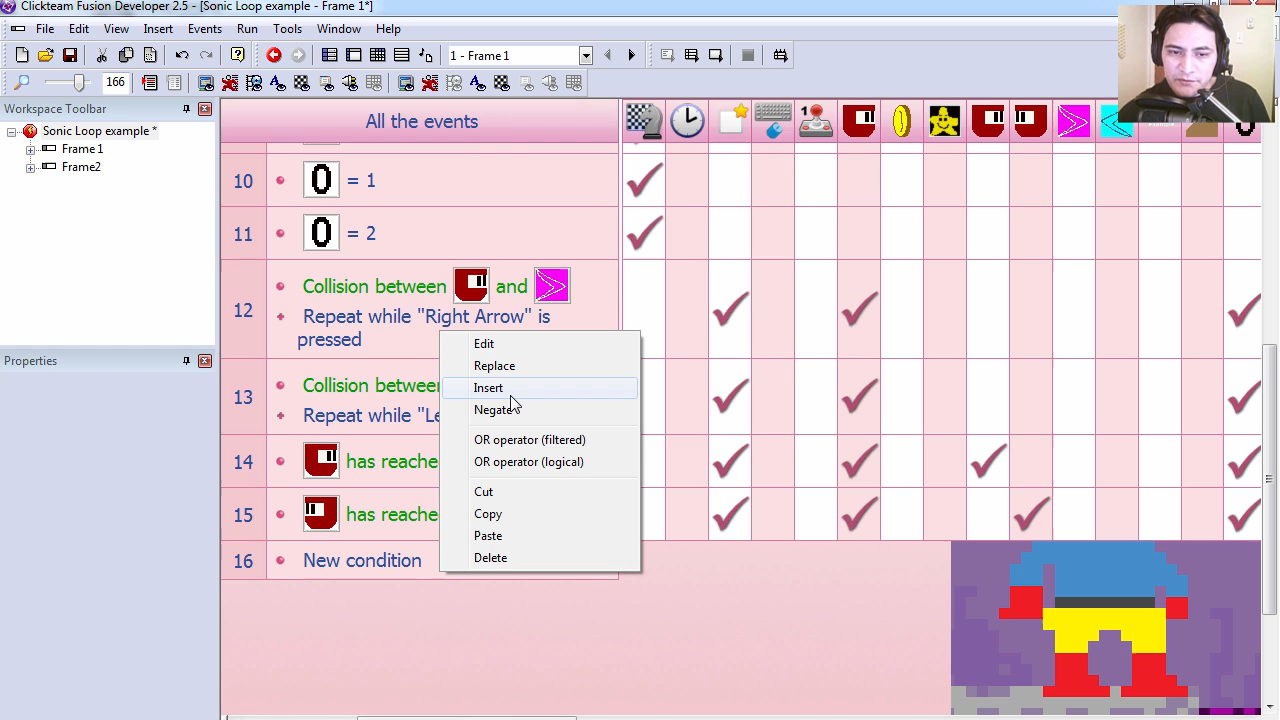 Clickteam Fusion Developer 2.5 - [Sonic Loop example - Frame 1*]
File Edit View Insert Events Run Tools Window Help
1 - Frame 1
166
Workspace Toolbar
Sonic Loop example *
Frame 1
Frame2
Properties
All the events
10 = 1
11 = 2
12 Collision between and
Repeat while "Right Arrow" is
pressed
13 Collision between
Repeat while "Le
14 has reache
15 has reache
16 New condition
Edit
Replace
Insert
Negate
OR operator (filtered)
OR operator (logical)
Cut
Copy
Paste
Delete